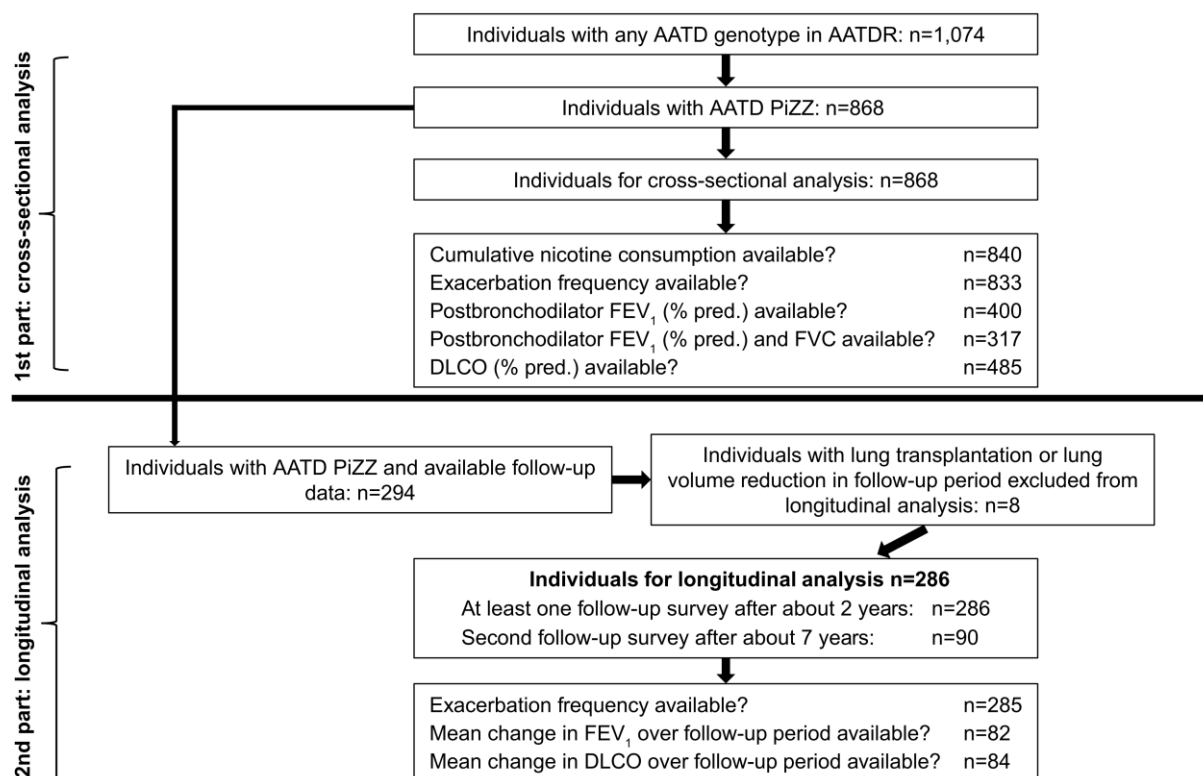 1st part: cross-sectional analysis
Individuals with any AATD genotype in AATDR: n=1,074
Individuals with AATD PiZZ: n=868
Individuals for cross-sectional analysis: n=868
Cumulative nicotine consumption available? n=840
Exacerbation frequency available? n=833
Postbronchodilator FEV₁ (% pred.) available? n=400
Postbronchodilator FEV₁ (% pred.) and FVC available? n=317
DLCO (% pred.) available? n=485
2nd part: longitudinal analysis
Individuals with AATD PiZZ and available follow-up
data: n=294
Individuals with lung transplantation or lung
volume reduction in follow-up period excluded from
longitudinal analysis: n=8
Individuals for longitudinal analysis n=286
At least one follow-up survey after about 2 years: n=286
Second follow-up survey after about 7 years: n=90
Exacerbation frequency available? n=285
Mean change in FEV₁ over follow-up period available? n=82
Mean change in DLCO over follow-up period available? n=84